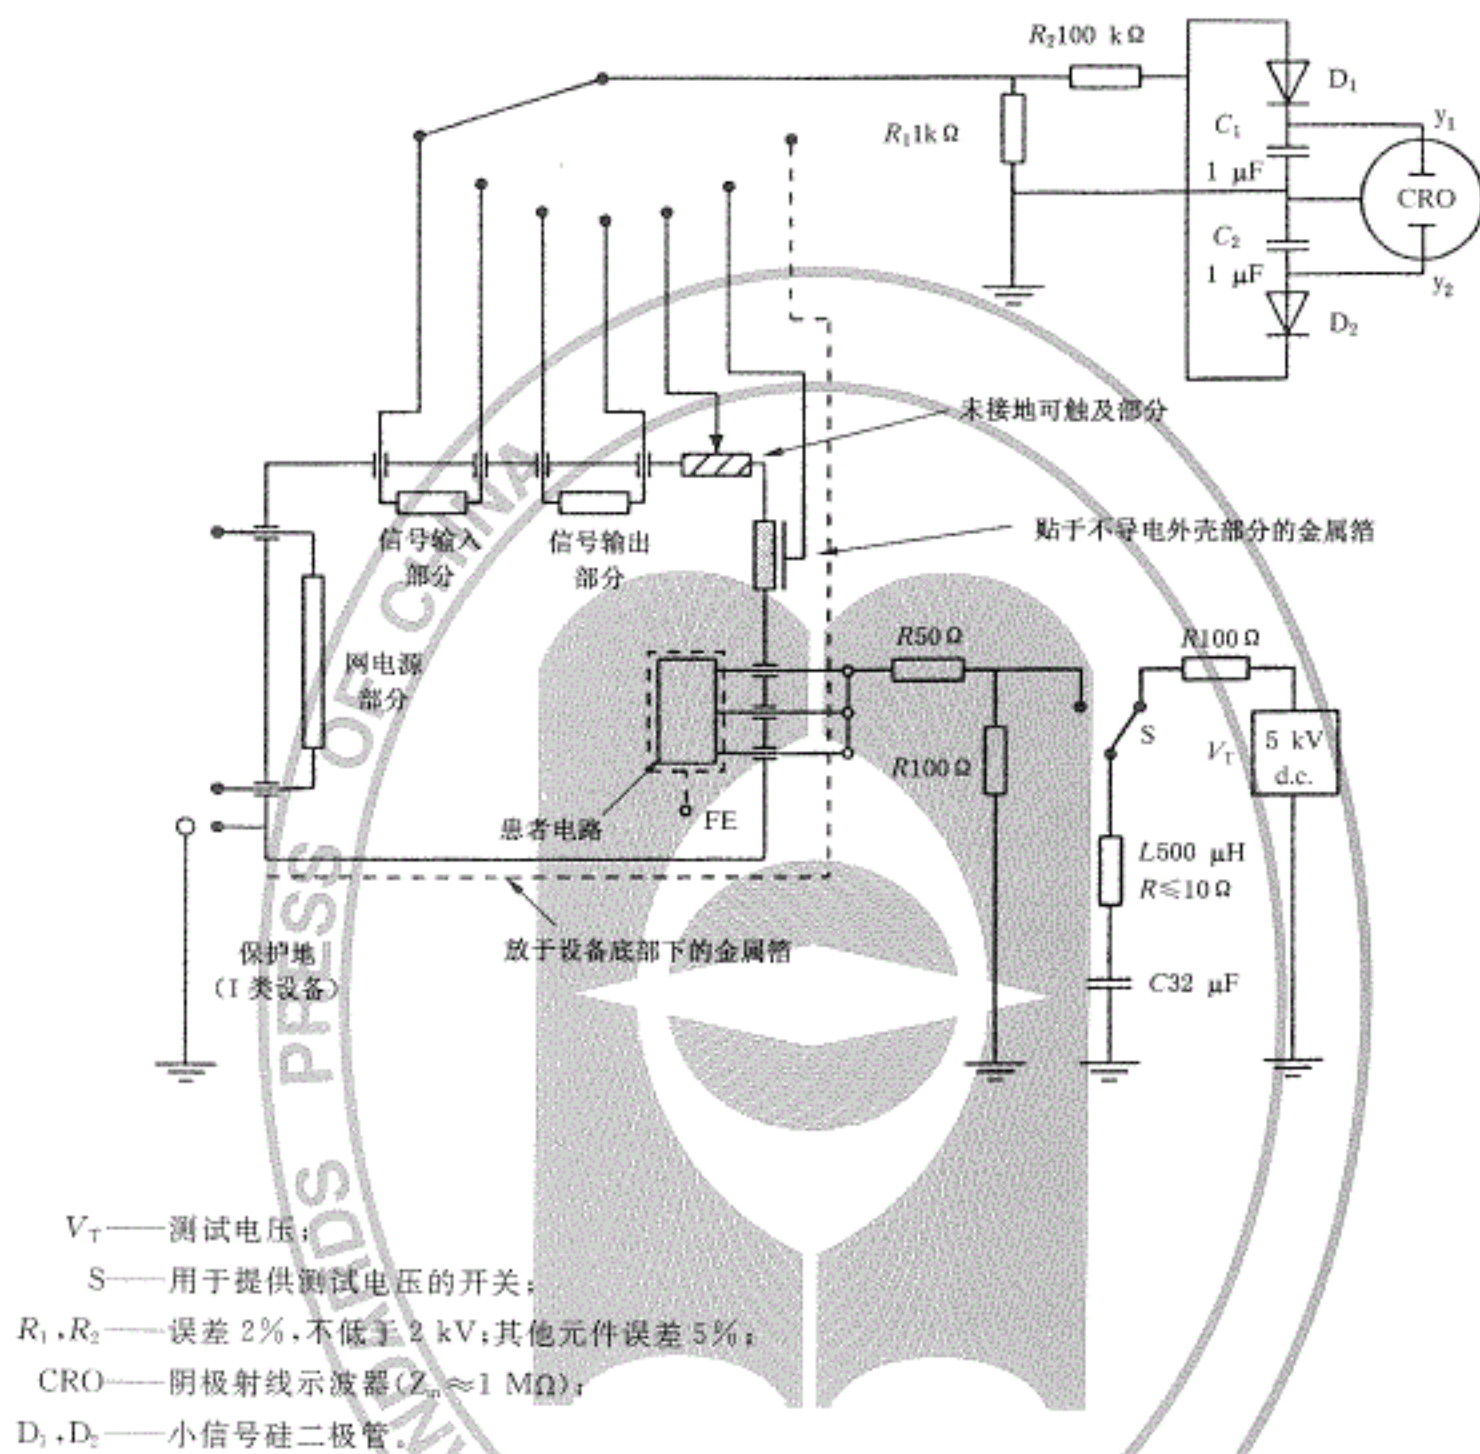 R₂100 kΩ
D₁
R₁1kΩ
C₁
1 μF
y₁
CRO
C₂
1 μF
y₂
D₂
未接地可触及部分
贴于不导电外壳部分的金属箔
信号输入
部分
信号输出
部分
网电源
部分
R50 Ω
R100 Ω
R100 Ω
S
V_T
5 kV
d.c.
患者电路
FE
L500 μH
R≤10 Ω
C32 μF
保护地
(I 类设备)
放于设备底部下的金属箔
V_T——测试电压;
S——用于提供测试电压的开关;
R₁,R₂——误差 2%,不低于 2 kV;其他元件误差 5%;
CRO——阴极射线示波器(Z_in≈1 MΩ);
D₁,D₂——小信号硅二极管。
PRESS OF CHINA
STANDARDS